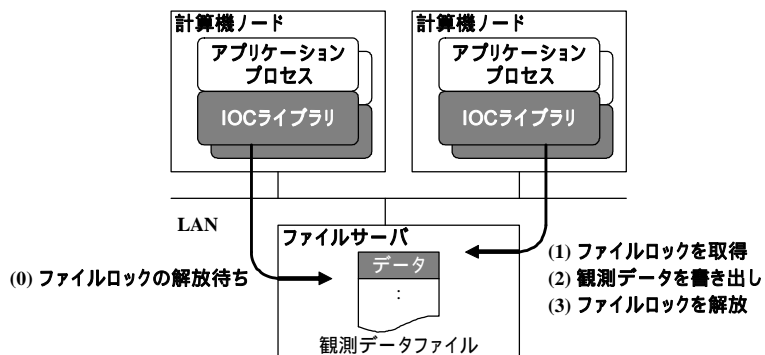 計算機ノード
アプリケーション
プロセス
IOCライブラリ
計算機ノード
アプリケーション
プロセス
IOCライブラリ
LAN
ファイルサーバ
(0) ファイルロックの解放待ち
データ
:
観測データファイル
(1) ファイルロックを取得
(2) 観測データを書き出し
(3) ファイルロックを解放